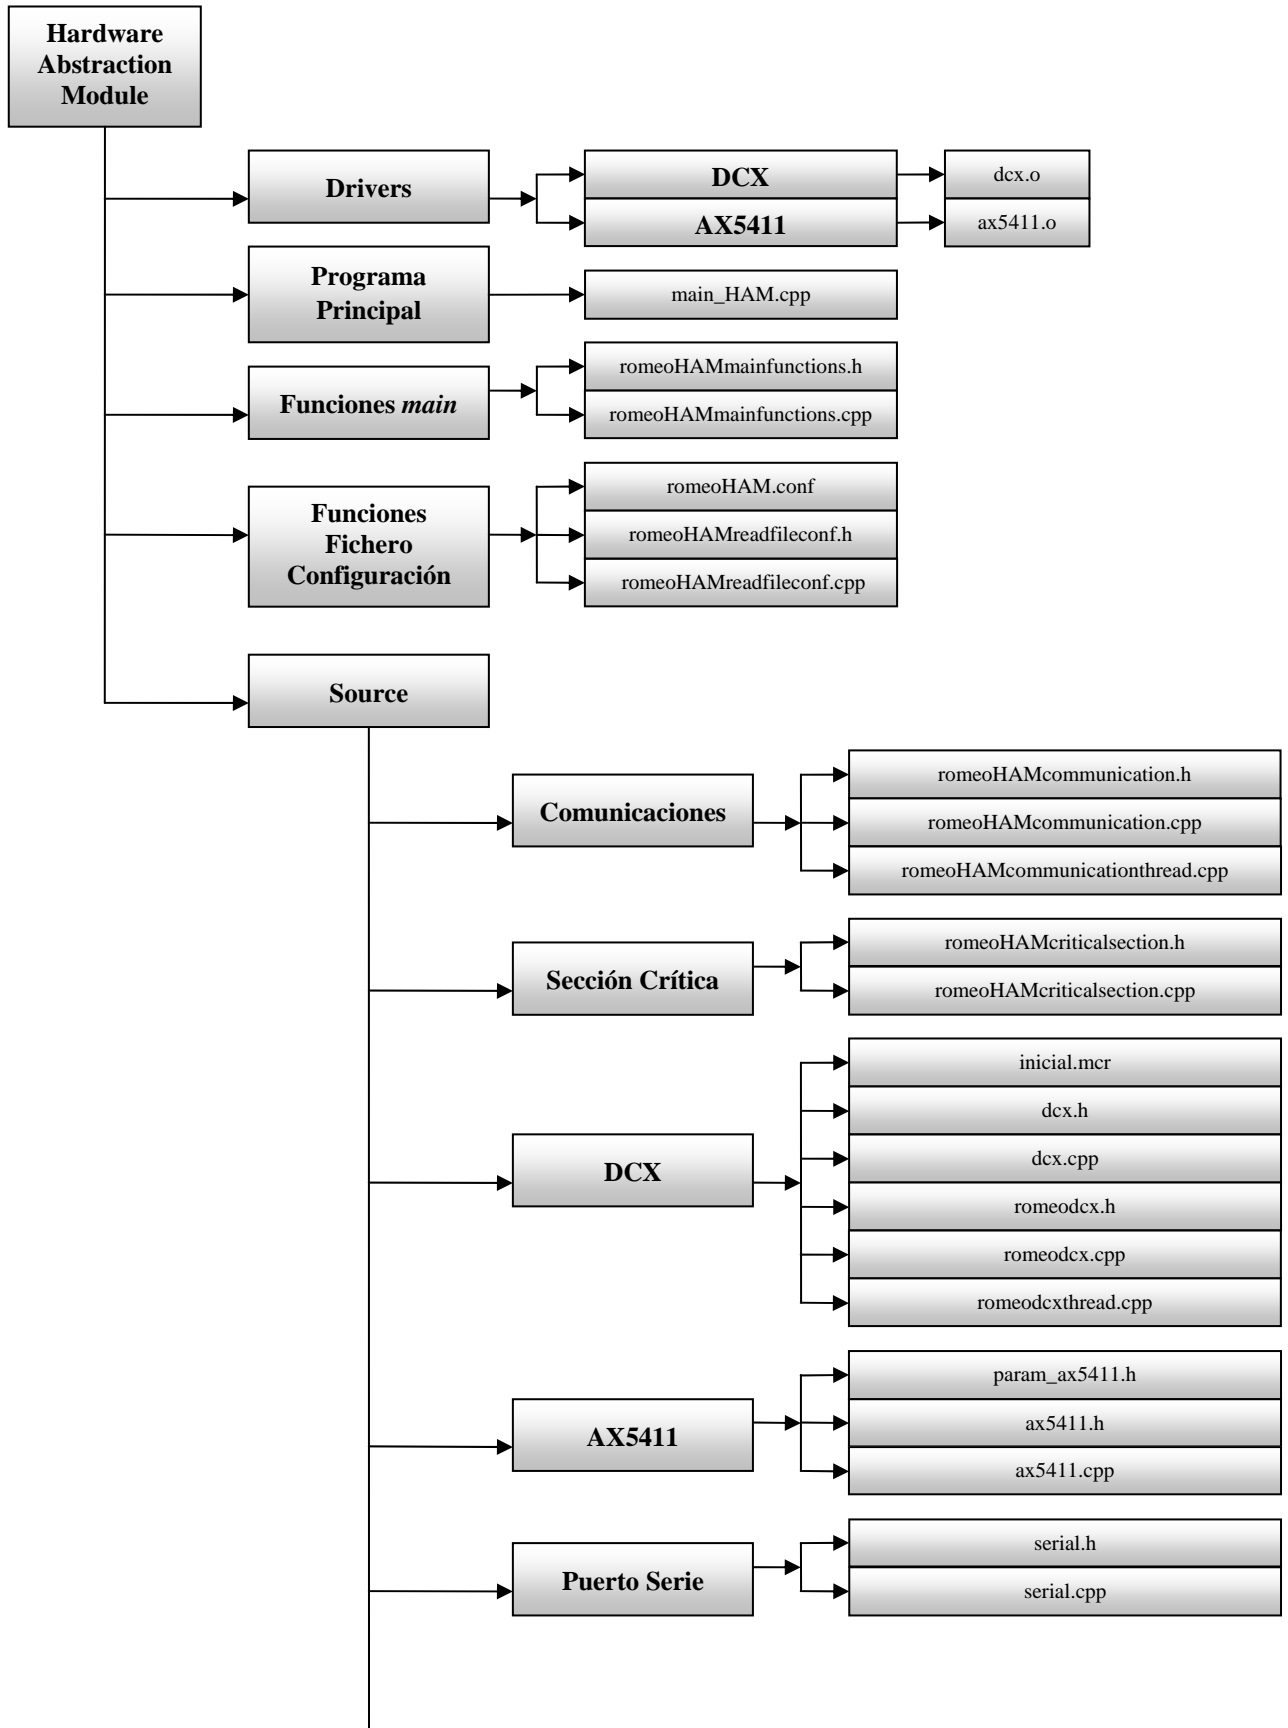 Hardware
Abstraction
Module
Drivers
DCX
dcx.o
AX5411
ax5411.o
Programa
Principal
main_HAM.cpp
Funciones main
romeoHAMmainfunctions.h
romeoHAMmainfunctions.cpp
Funciones
Fichero
Configuración
romeoHAM.conf
romeoHAMreadfileconf.h
romeoHAMreadfileconf.cpp
Source
Comunicaciones
romeoHAMcommunication.h
romeoHAMcommunication.cpp
romeoHAMcommunicationthread.cpp
Sección Crítica
romeoHAMcriticalsection.h
romeoHAMcriticalsection.cpp
DCX
inicial.mcr
dcx.h
dcx.cpp
romeodcx.h
romeodcx.cpp
romeodcxthread.cpp
AX5411
param_ax5411.h
ax5411.h
ax5411.cpp
Puerto Serie
serial.h
serial.cpp